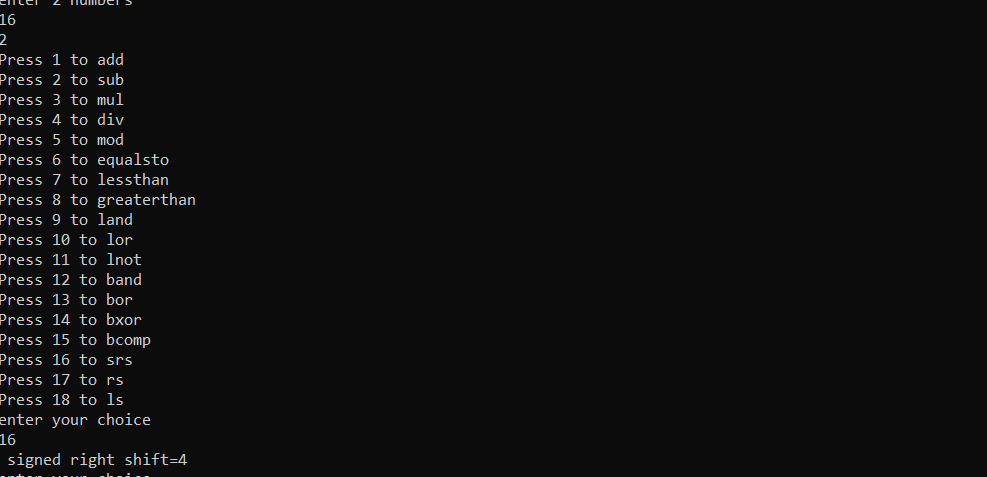 enter 2 numbers
16
2
Press 1 to add
Press 2 to sub
Press 3 to mul
Press 4 to div
Press 5 to mod
Press 6 to equalsto
Press 7 to lessthan
Press 8 to greaterthan
Press 9 to land
Press 10 to lor
Press 11 to lnot
Press 12 to band
Press 13 to bor
Press 14 to bxor
Press 15 to bcomp
Press 16 to srs
Press 17 to rs
Press 18 to ls
enter your choice
16
signed right shift=4
enter your choice